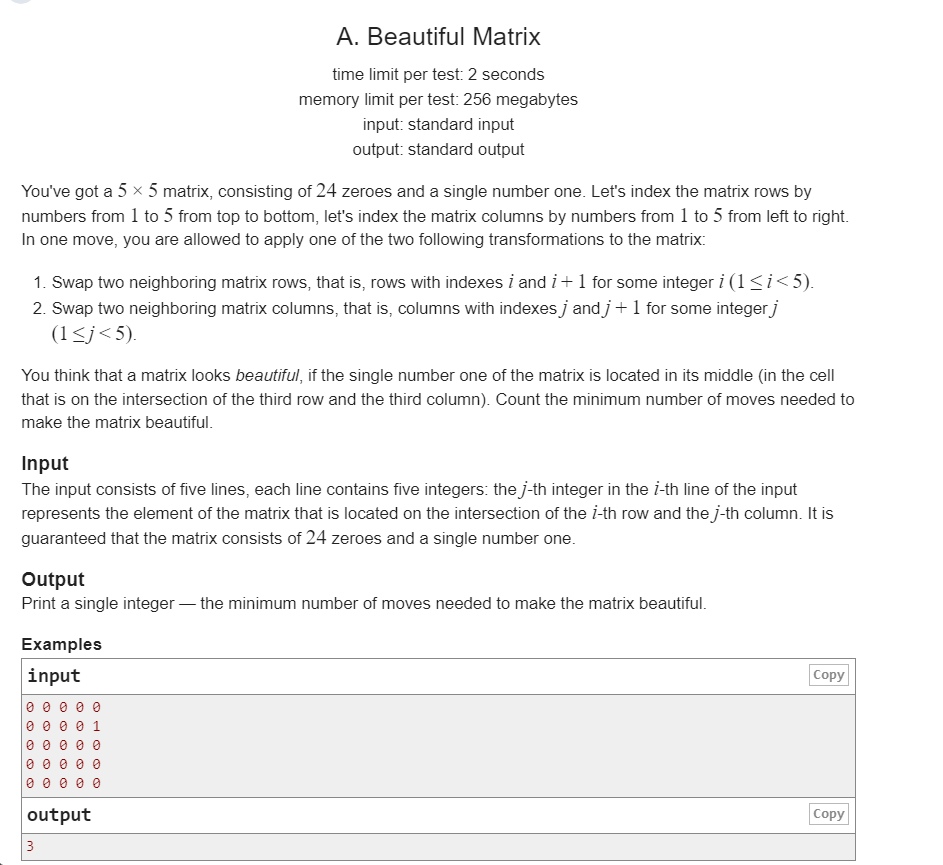 A. Beautiful Matrix
time limit per test: 2 seconds
memory limit per test: 256 megabytes
input: standard input
output: standard output
You've got a 5 × 5 matrix, consisting of 24 zeroes and a single number one. Let's index the matrix rows by
numbers from 1 to 5 from top to bottom, let's index the matrix columns by numbers from 1 to 5 from left to right.
In one move, you are allowed to apply one of the two following transformations to the matrix:
1. Swap two neighboring matrix rows, that is, rows with indexes i and i + 1 for some integer i (1 ≤ i < 5).
2. Swap two neighboring matrix columns, that is, columns with indexes j and j + 1 for some integer j
(1 ≤ j < 5).
You think that a matrix looks beautiful, if the single number one of the matrix is located in its middle (in the cell
that is on the intersection of the third row and the third column). Count the minimum number of moves needed to
make the matrix beautiful.
Input
The input consists of five lines, each line contains five integers: the j-th integer in the i-th line of the input
represents the element of the matrix that is located on the intersection of the i-th row and the j-th column. It is
guaranteed that the matrix consists of 24 zeroes and a single number one.
Output
Print a single integer — the minimum number of moves needed to make the matrix beautiful.
Examples
input Copy
0 0 0 0 0
0 0 0 0 1
0 0 0 0 0
0 0 0 0 0
0 0 0 0 0
output Copy
3